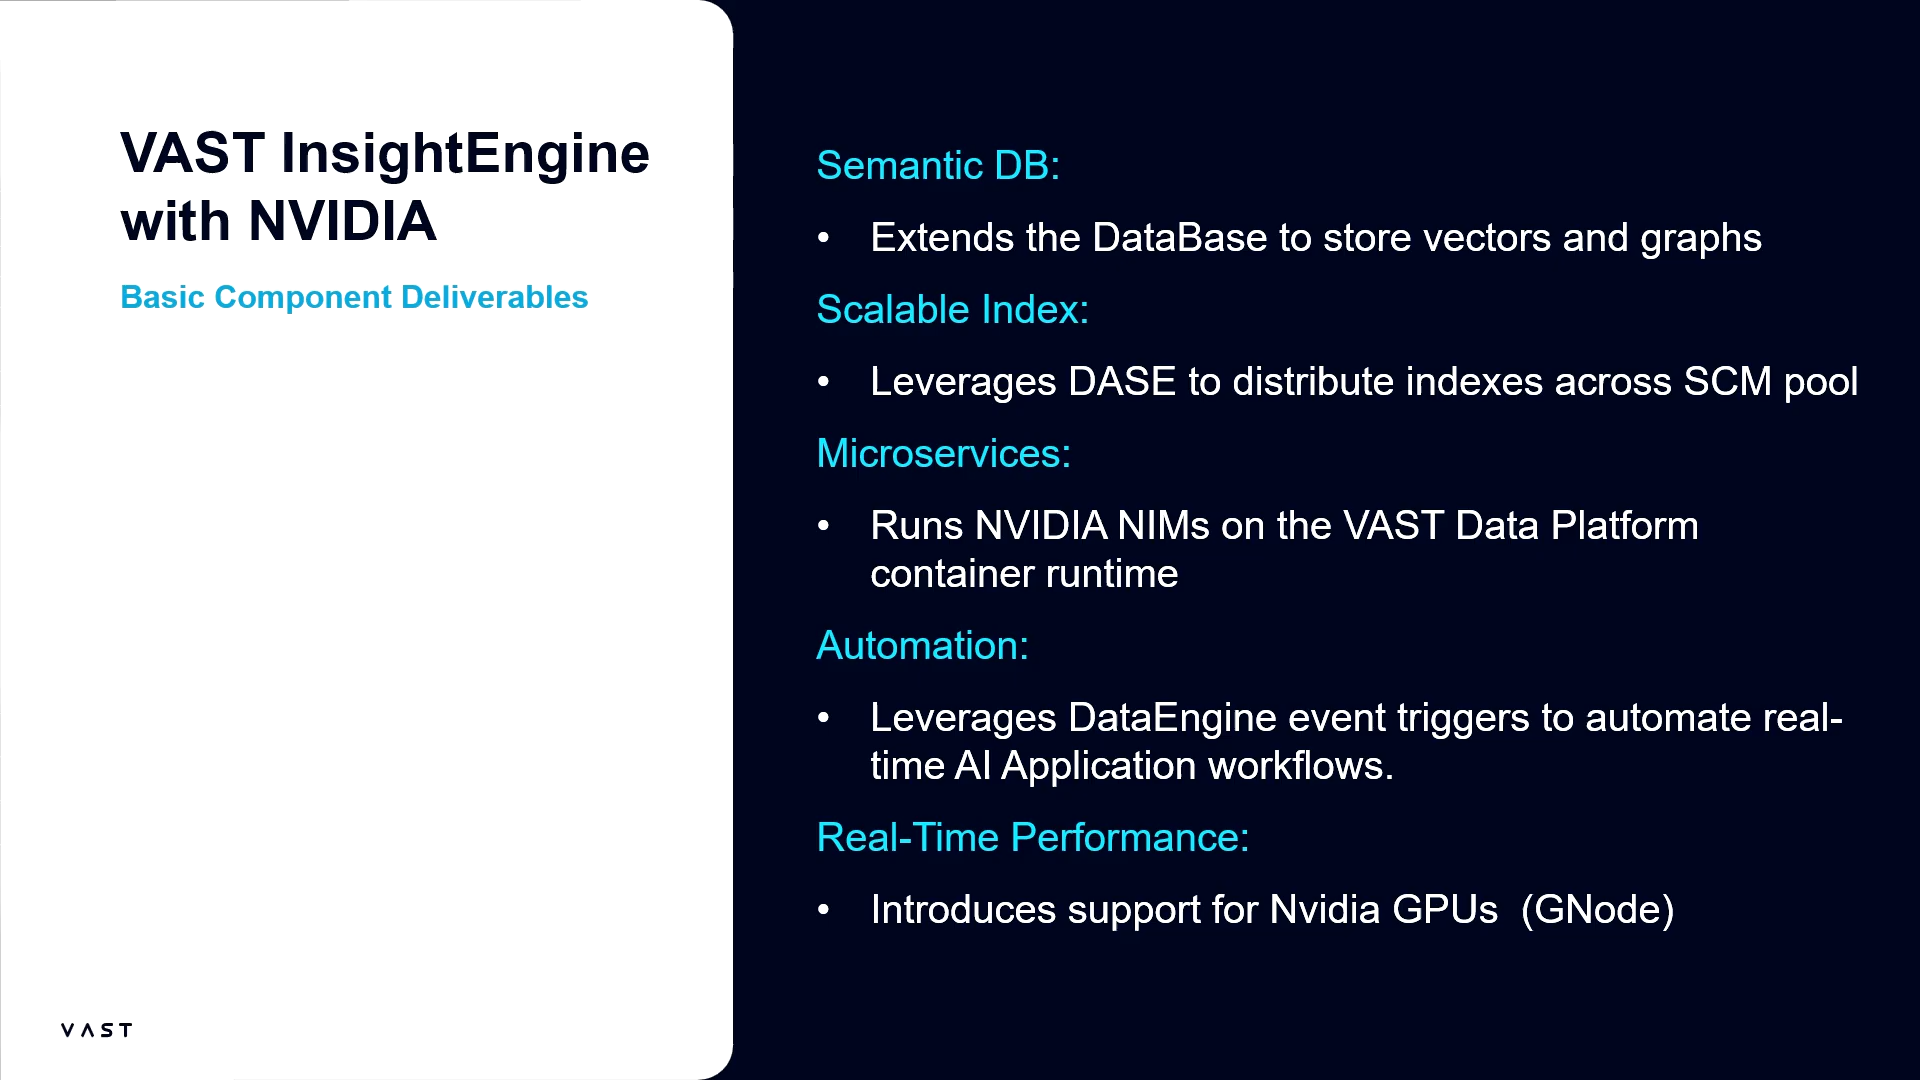 VAST InsightEngine
with NVIDIA
Basic Component Deliverables
Semantic DB:
• Extends the DataBase to store vectors and graphs
Scalable Index:
• Leverages DASE to distribute indexes across SCM pool
Microservices:
• Runs NVIDIA NIMs on the VAST Data Platform
container runtime
Automation:
• Leverages DataEngine event triggers to automate real-
time AI Application workflows.
Real-Time Performance:
• Introduces support for Nvidia GPUs  (GNode)
VAST